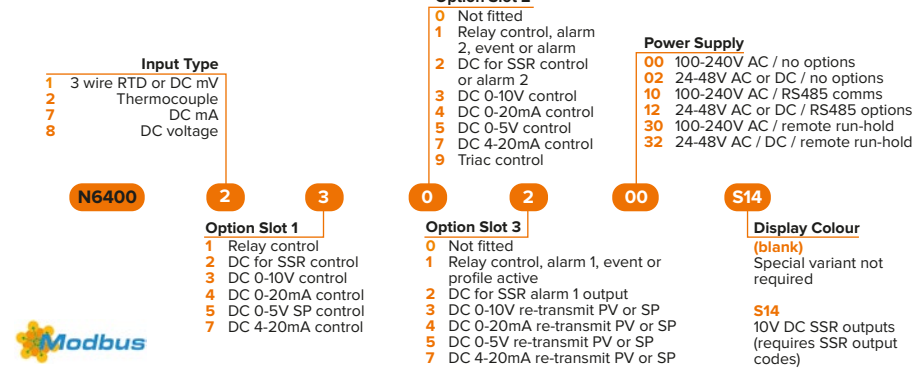 Option Slot 2
0 Not fitted
1 Relay control, alarm
2, event or alarm
2 DC for SSR control
or alarm 2
3 DC 0-10V control
4 DC 0-20mA control
5 DC 0-5V control
7 DC 4-20mA control
9 Triac control
Input Type
1 3 wire RTD or DC mV
2 Thermocouple
7 DC mA
8 DC voltage
Power Supply
00 100-240V AC / no options
02 24-48V AC or DC / no options
10 100-240V AC / RS485 comms
12 24-48V AC or DC / RS485 options
30 100-240V AC / remote run-hold
32 24-48V AC / DC / remote run-hold
N6400 2 3 0 2 00 S14
Option Slot 1
1 Relay control
2 DC for SSR control
3 DC 0-10V control
4 DC 0-20mA control
5 DC 0-5V SP control
7 DC 4-20mA control
Option Slot 3
0 Not fitted
1 Relay control, alarm 1, event or
profile active
2 DC for SSR alarm 1 output
3 DC 0-10V re-transmit PV or SP
4 DC 0-20mA re-transmit PV or SP
5 DC 0-5V re-transmit PV or SP
7 DC 4-20mA re-transmit PV or SP
Display Colour
(blank)
Special variant not
required
S14
10V DC SSR outputs
(requires SSR output
codes)
Modbus